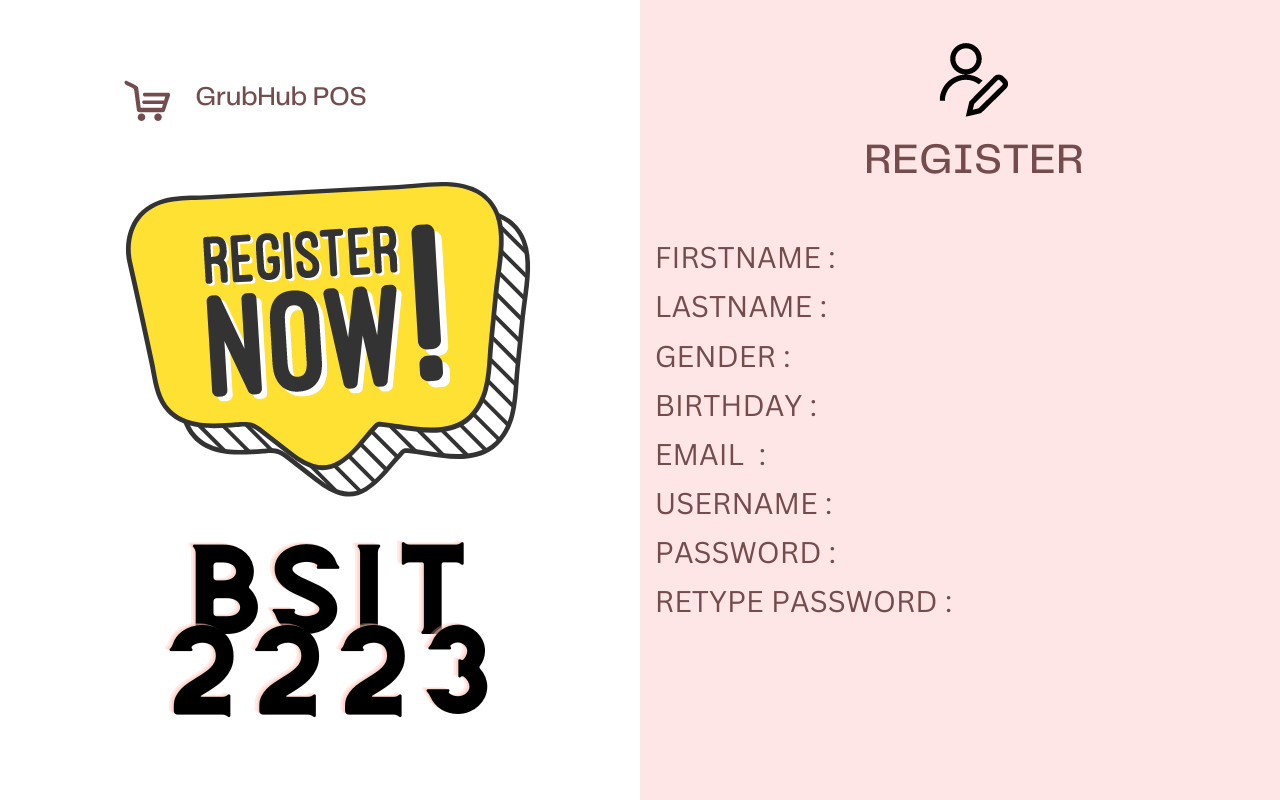 GrubHub POS
REGISTER
NOW!
BSIT
2223
REGISTER
FIRSTNAME :
LASTNAME :
GENDER :
BIRTHDAY :
EMAIL  :
USERNAME :
PASSWORD :
RETYPE PASSWORD :